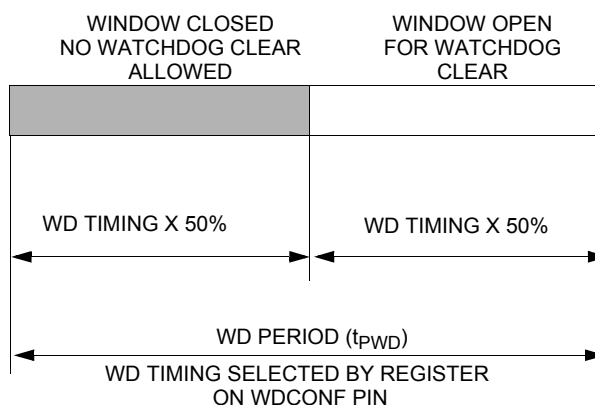 WINDOW CLOSED
NO WATCHDOG CLEAR
ALLOWED
WINDOW OPEN
FOR WATCHDOG
CLEAR
WD TIMING X 50%
WD TIMING X 50%
WD PERIOD (tPWD)
WD TIMING SELECTED BY REGISTER
ON WDCONF PIN